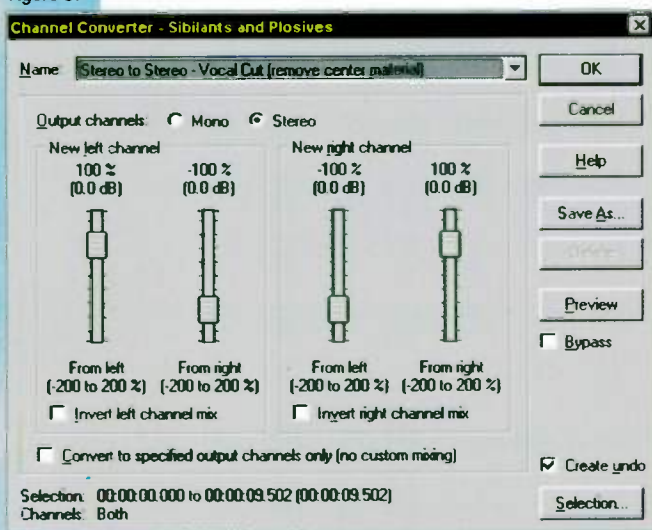 Channel Converter - Sibilants and Plosives
Name Stereo to Stereo - Vocal Cut (remove center material)
OK
Cancel
Help
Save As...
Preview
Bypass
Output channels: Mono Stereo
New left channel New right channel
100 % -100 % -100 % 100 %
(0.0 dB) (0.0 dB) (0.0 dB) (0.0 dB)
From left From right From left From right
(-200 to 200 %) (-200 to 200 %) (-200 to 200 %) (-200 to 200 %)
Invert left channel mix Invert right channel mix
Convert to specified output channels only (no custom mixing)
Create undo
Selection: 00:00:00.000 to 00:00:09.502 (00:00:09.502)
Channels: Both
Selection...